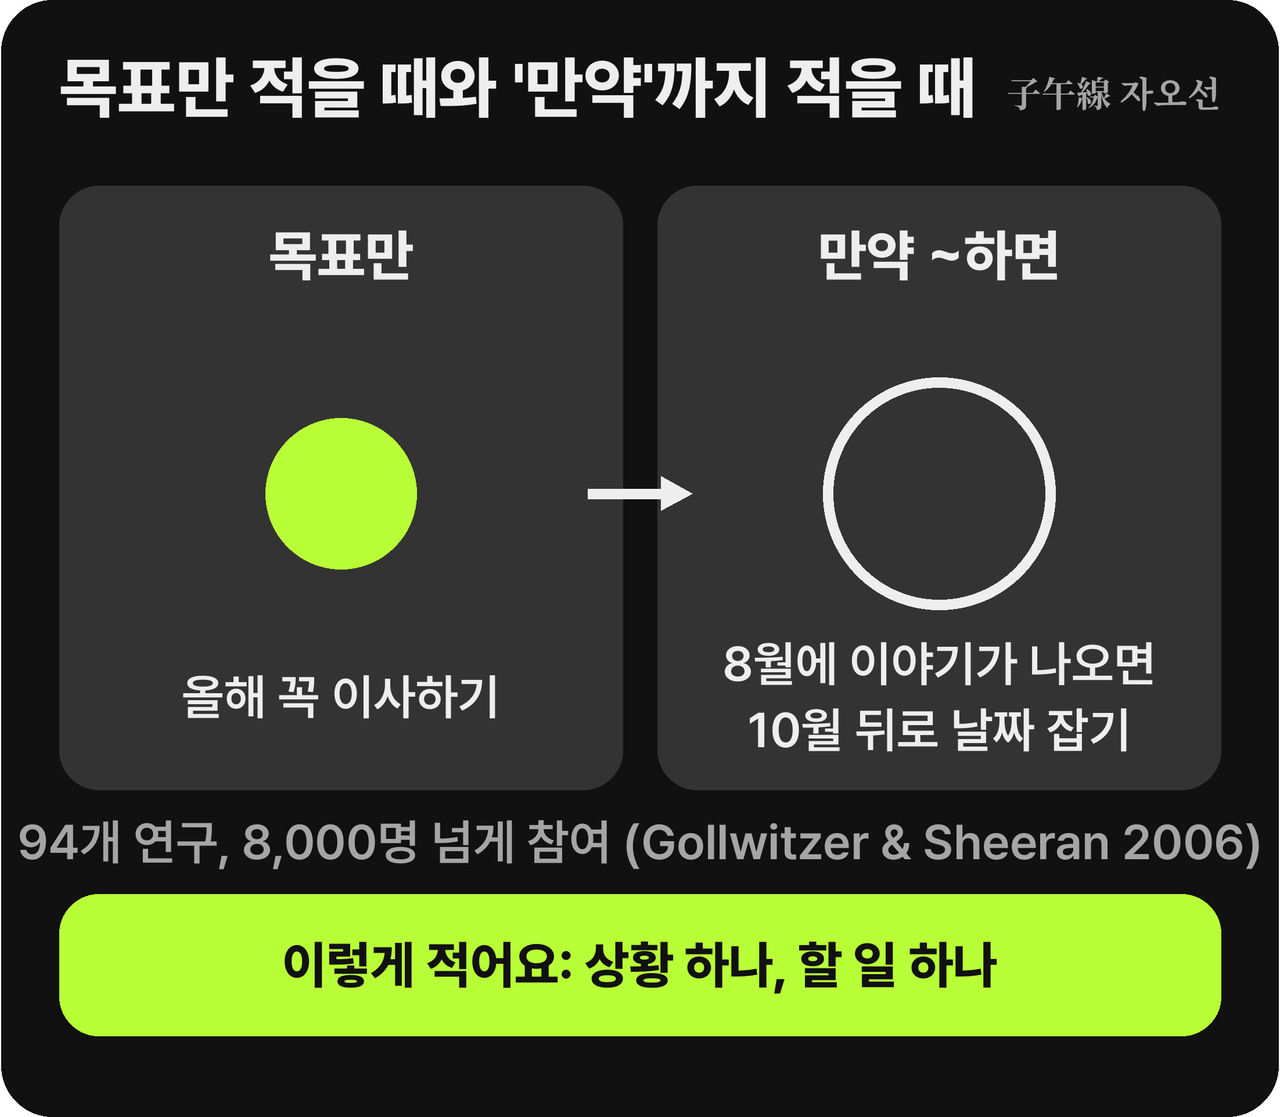 목표만 적을 때와 '만약'까지 적을 때
子午線 자오선
목표만
만약 ~하면
올해 꼭 이사하기
8월에 이야기가 나오면
10월 뒤로 날짜 잡기
94개 연구, 8,000명 넘게 참여 (Gollwitzer & Sheeran 2006)
이렇게 적어요: 상황 하나, 할 일 하나